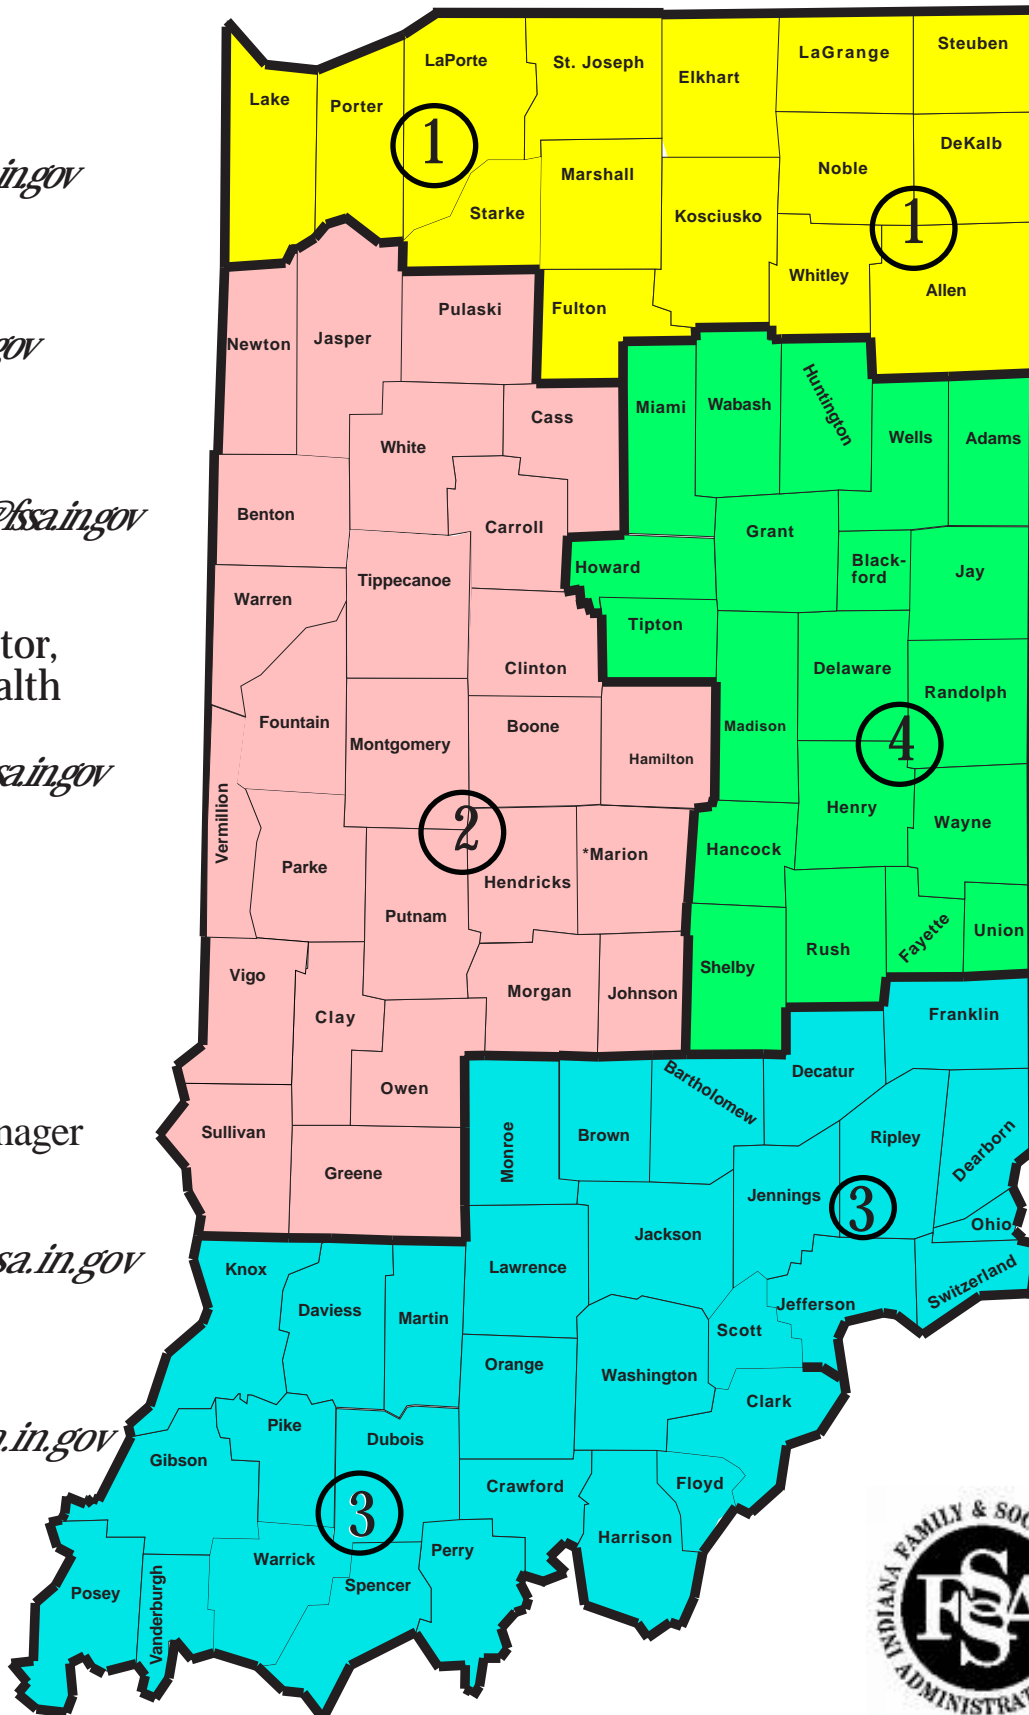 Steuben
LaGrange
LaPorte
St. Joseph
Elkhart
Lake
Porter
1
DeKalb
Noble
Marshall
in.gov
Starke
Kosciusko
1
Whitley
Allen
Pulaski
Fulton
Newton
Jasper
gov
Huntington
Miami
Wabash
Cass
White
Wells
Adams
Benton
@fssa.in.gov
Carroll
Grant
Howard
Black-
ford
Jay
Tippecanoe
Warren
Tipton
tor,
Clinton
Delaware
alth
Randolph
Fountain
Boone
Madison
Montgomery
Hamilton
4
sa.in.gov
Vermillion
2
Henry
Wayne
*Marion
Hancock
Parke
Hendricks
Putnam
Fayette
Union
Rush
Vigo
Shelby
Morgan
Johnson
Clay
Franklin
Decatur
Owen
Bartholomew
Sullivan
nager
Monroe
Brown
Ripley
Dearborn
Greene
Jennings
3
Ohio
Jackson
sa.in.gov
Knox
Lawrence
Switzerland
Daviess
Martin
Jefferson
Scott
Orange
Washington
Clark
Pike
Dubois
a.in.gov
Gibson
Crawford
Floyd
3
Harrison
Warrick
Perry
Spencer
Posey
Vanderburgh
INDIANA FAMILY & SOC
FSSA
ADMINISTRAT